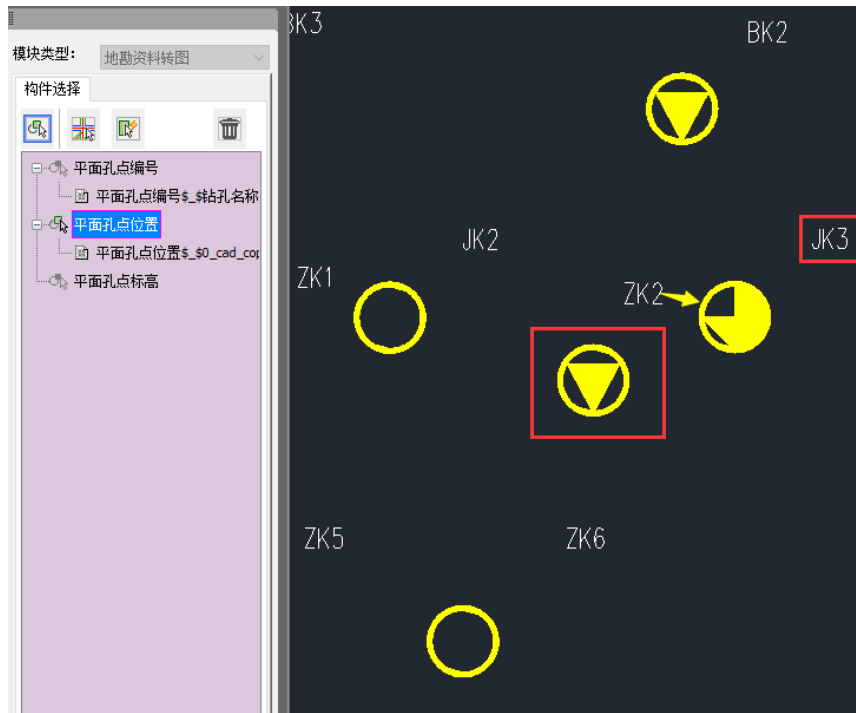 模块类型:
地勘资料转图
构件选择
平面孔点编号
平面孔点编号$_$钻孔名称
平面孔点位置
平面孔点位置$_$0_cad_cop
平面孔点标高
BK3
BK2
JK2
JK3
ZK1
ZK2
ZK5
ZK6